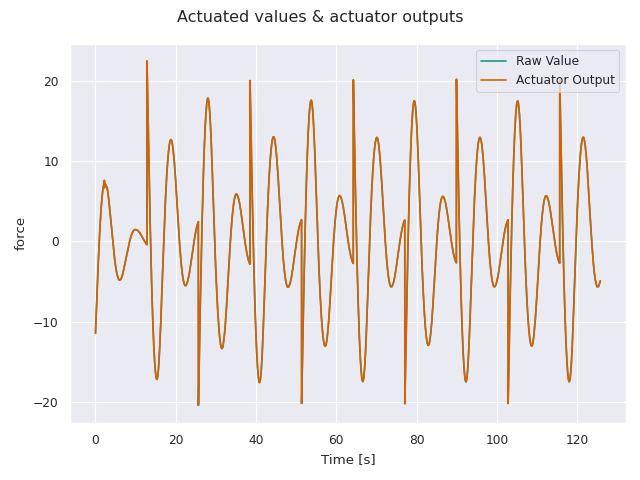 Actuated values & actuator outputs
Raw Value
Actuator Output
force
20
10
0
−10
−20
0
20
40
60
80
100
120
Time [s]